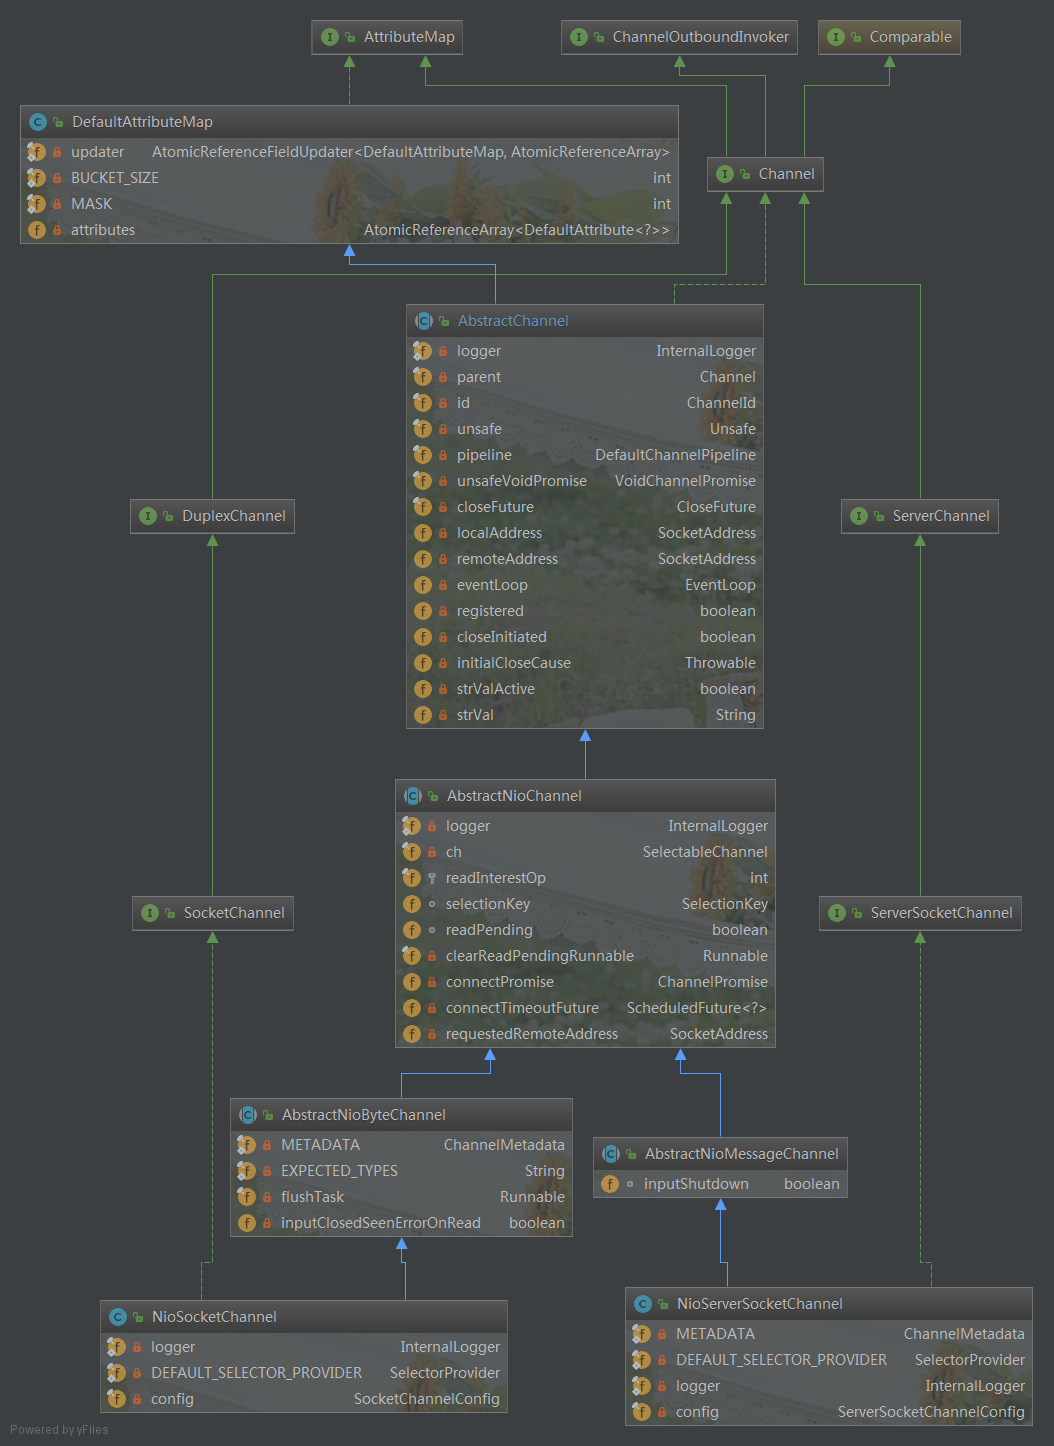 AttributeMap
ChannelOutboundInvoker
Comparable
DefaultAttributeMap
updater AtomicReferenceFieldUpdater<DefaultAttributeMap, AtomicReferenceArray>
BUCKET_SIZE int
MASK int
attributes AtomicReferenceArray<DefaultAttribute<?>>
Channel
AbstractChannel
logger InternalLogger
parent Channel
id ChannelId
unsafe Unsafe
pipeline DefaultChannelPipeline
unsafeVoidPromise VoidChannelPromise
closeFuture CloseFuture
localAddress SocketAddress
remoteAddress SocketAddress
eventLoop EventLoop
registered boolean
closeInitiated boolean
initialCloseCause Throwable
strValActive boolean
strVal String
DuplexChannel
ServerChannel
AbstractNioChannel
logger InternalLogger
ch SelectableChannel
readInterestOp int
selectionKey SelectionKey
readPending boolean
clearReadPendingRunnable Runnable
connectPromise ChannelPromise
connectTimeoutFuture ScheduledFuture<?>
requestedRemoteAddress SocketAddress
SocketChannel
ServerSocketChannel
AbstractNioByteChannel
METADATA ChannelMetadata
EXPECTED_TYPES String
flushTask Runnable
inputClosedSeenErrorOnRead boolean
AbstractNioMessageChannel
inputShutdown boolean
NioSocketChannel
logger InternalLogger
DEFAULT_SELECTOR_PROVIDER SelectorProvider
config SocketChannelConfig
NioServerSocketChannel
METADATA ChannelMetadata
DEFAULT_SELECTOR_PROVIDER SelectorProvider
logger InternalLogger
config ServerSocketChannelConfig
Powered by yFiles